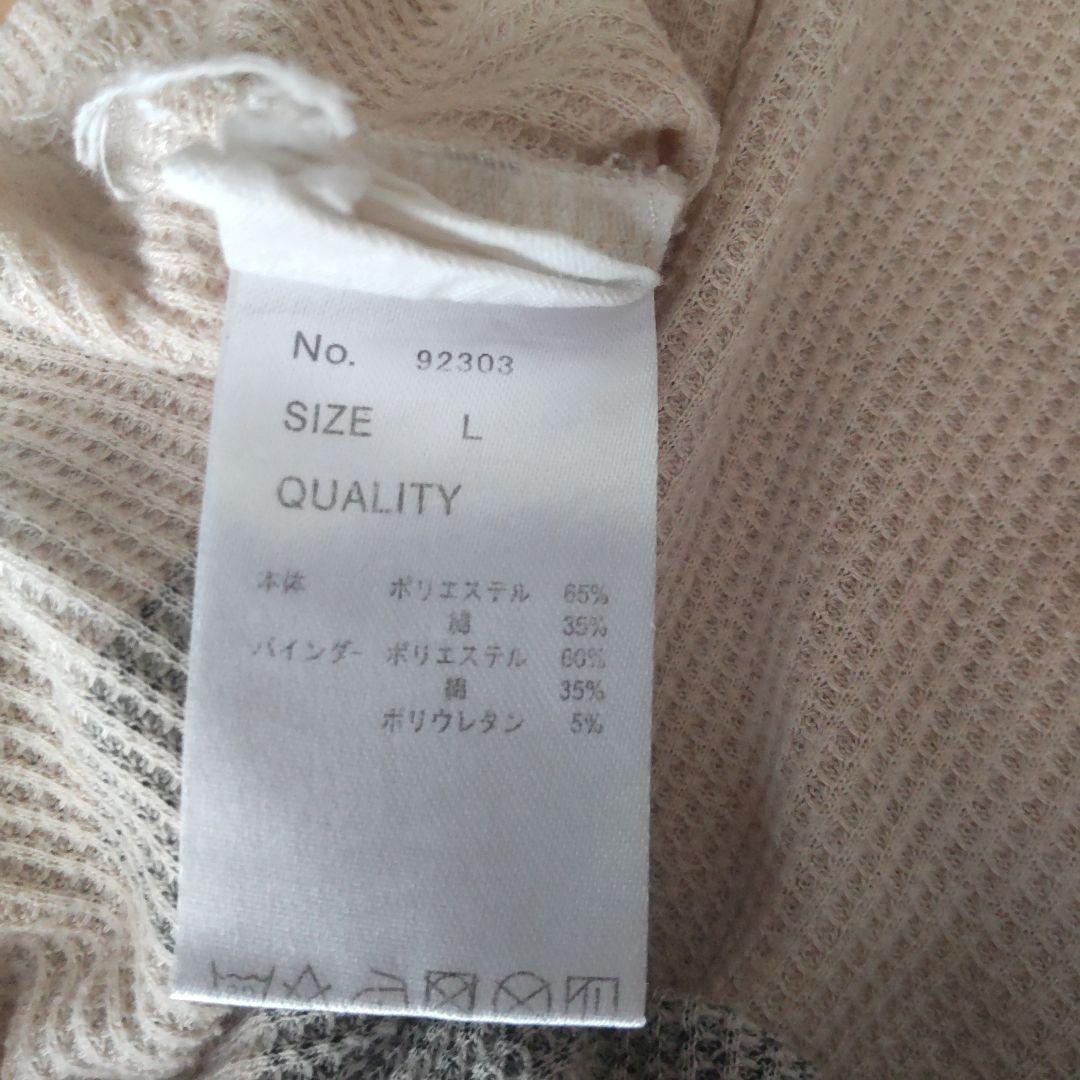 No. 92303
SIZE L
QUALITY
本体 ポリエステル 65%
綿 35%
バインダー ポリエステル 60%
綿 35%
ポリウレタン 5%